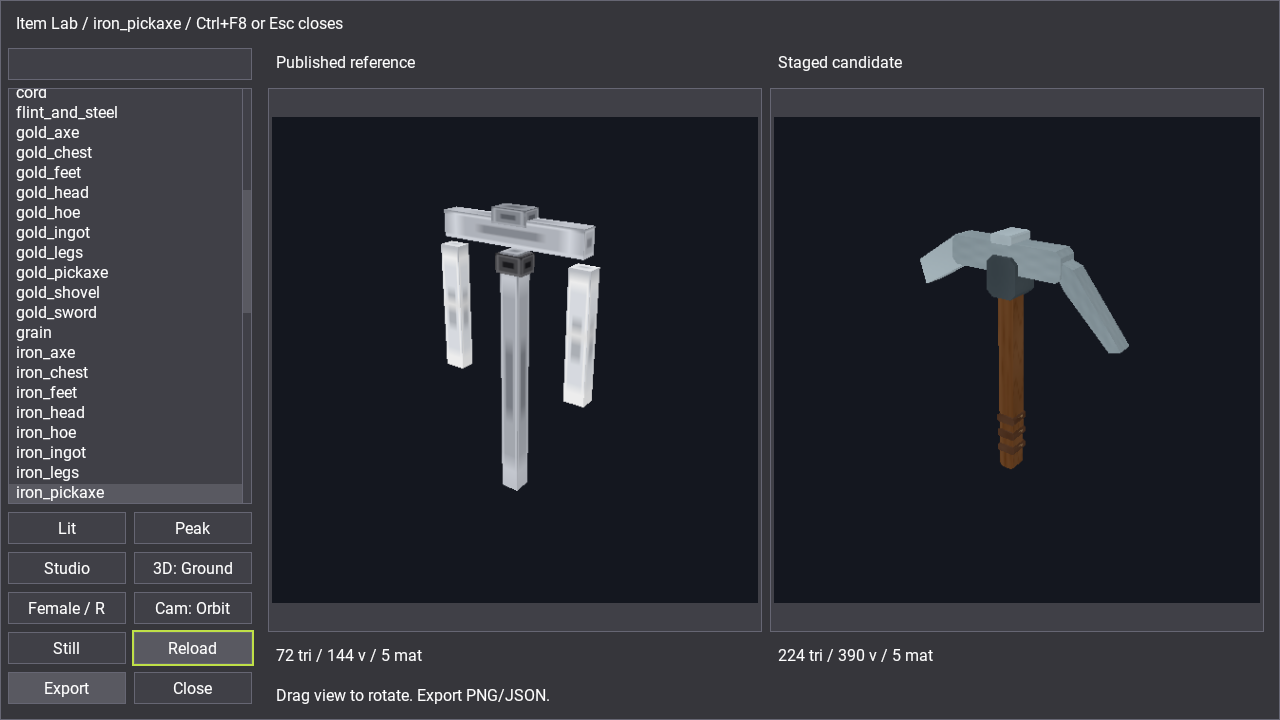 Item Lab / iron_pickaxe / Ctrl+F8 or Esc closes
Published reference
Staged candidate
cord
flint_and_steel
gold_axe
gold_chest
gold_feet
gold_head
gold_hoe
gold_ingot
gold_legs
gold_pickaxe
gold_shovel
gold_sword
grain
iron_axe
iron_chest
iron_feet
iron_head
iron_hoe
iron_ingot
iron_legs
iron_pickaxe
Lit
Peak
Studio
3D: Ground
Female / R
Cam: Orbit
Still
Reload
Export
Close
72 tri / 144 v / 5 mat
224 tri / 390 v / 5 mat
Drag view to rotate. Export PNG/JSON.